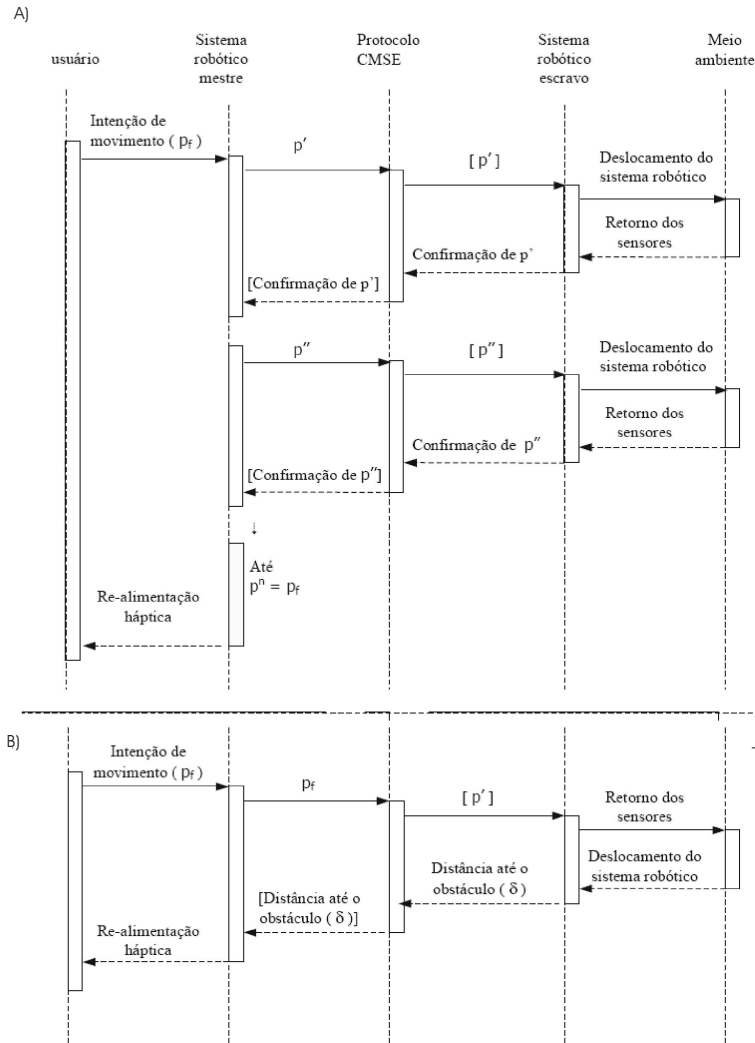 A)
usuário
Sistema
robótico
mestre
Protocolo
CMSE
Sistema
robótico
escravo
Meio
ambiente
Intenção de
movimento ( pf )
p′
[ p′ ]
Deslocamento do
sistema robótico
Retorno dos
sensores
Confirmação de p'
[Confirmação de p']
p″
[ p″ ]
Deslocamento do
sistema robótico
Retorno dos
sensores
Confirmação de p″
[Confirmação de p″]
Até
pⁿ = pf
Re-alimentação
háptica
B)
Intenção de
movimento ( pf )
pf
[ p′ ]
Retorno dos
sensores
Deslocamento do
sistema robótico
Distância até o
obstáculo ( δ )
[Distância até o
obstáculo ( δ )]
Re-alimentação
háptica